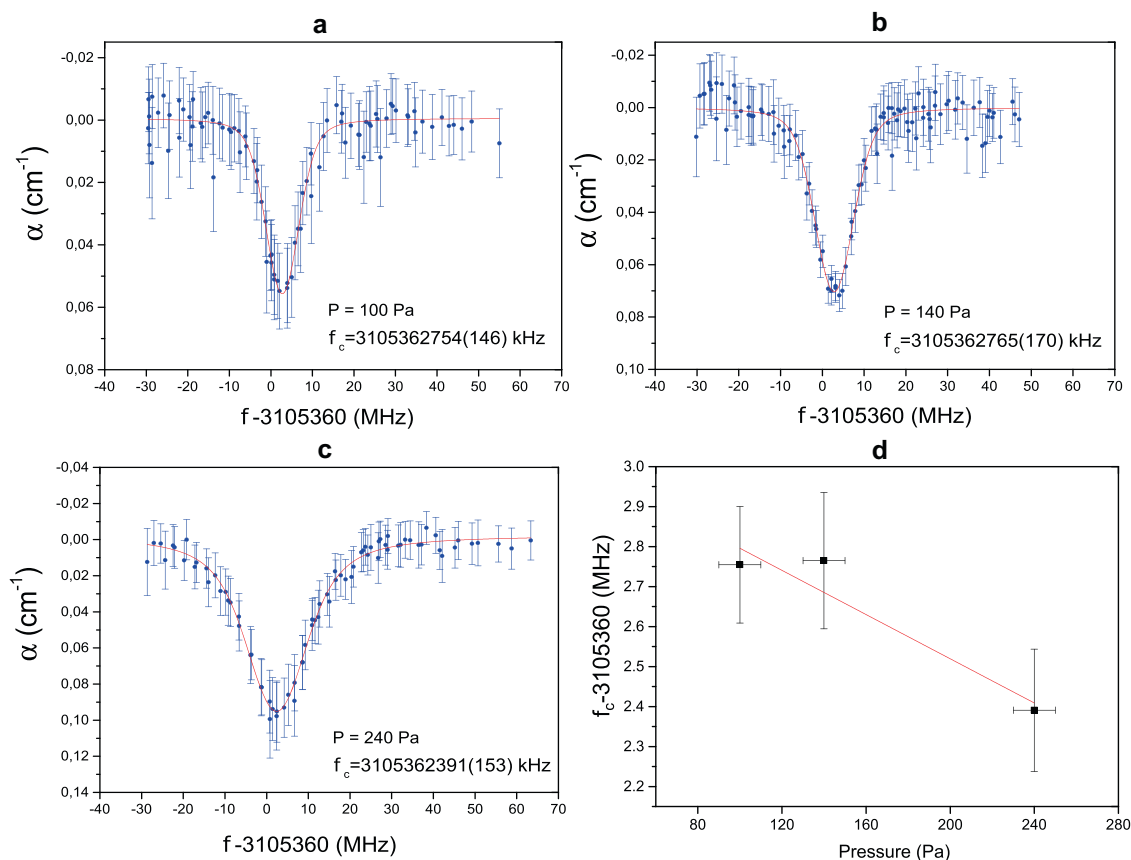 a
-0,02
0,00
0,02
0,04
0,06
0,08
α (cm-1)
P = 100 Pa
fc=3105362754(146) kHz
-40 -30 -20 -10 0 10 20 30 40 50 60 70
f-3105360 (MHz)
b
-0,02
0,00
0,02
0,04
0,06
0,08
0,10
α (cm-1)
P = 140 Pa
fc=3105362765(170) kHz
-40 -30 -20 -10 0 10 20 30 40 50 60 70
f-3105360 (MHz)
c
-0,04
-0,02
0,00
0,02
0,04
0,06
0,08
0,10
0,12
0,14
α (cm-1)
P = 240 Pa
fc=3105362391(153) kHz
-40 -30 -20 -10 0 10 20 30 40 50 60 70
f-3105360 (MHz)
d
3.0
2.9
2.8
2.7
2.6
2.5
2.4
2.3
2.2
fc-3105360 (MHz)
80 120 160 200 240 280
Pressure (Pa)